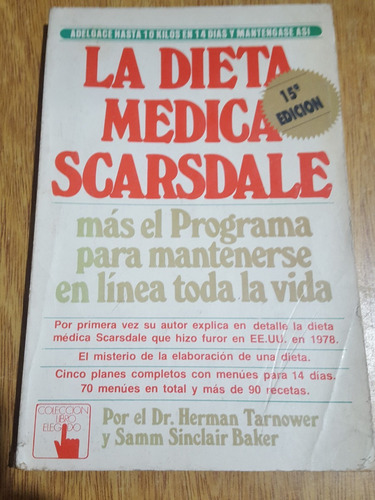 ADELGACE HASTA 10 KILOS EN 14 DIAS Y MANTENGASE ASI
LA DIETA
MEDICA
SCARSDALE
15ª
EDICION
más el Programa
para mantenerse
en línea toda la vida
Por primera vez su autor explica en detalle la dieta
médica Scarsdale que hizo furor en EE.UU. en 1978.
El misterio de la elaboración de una dieta.
Cinco planes completos con menúes para 14 días.
70 menúes en total y más de 90 recetas.
COLECCION
LIBRO
ELEGIDO
Por el Dr. Herman Tarnower
y Samm Sinclair Baker